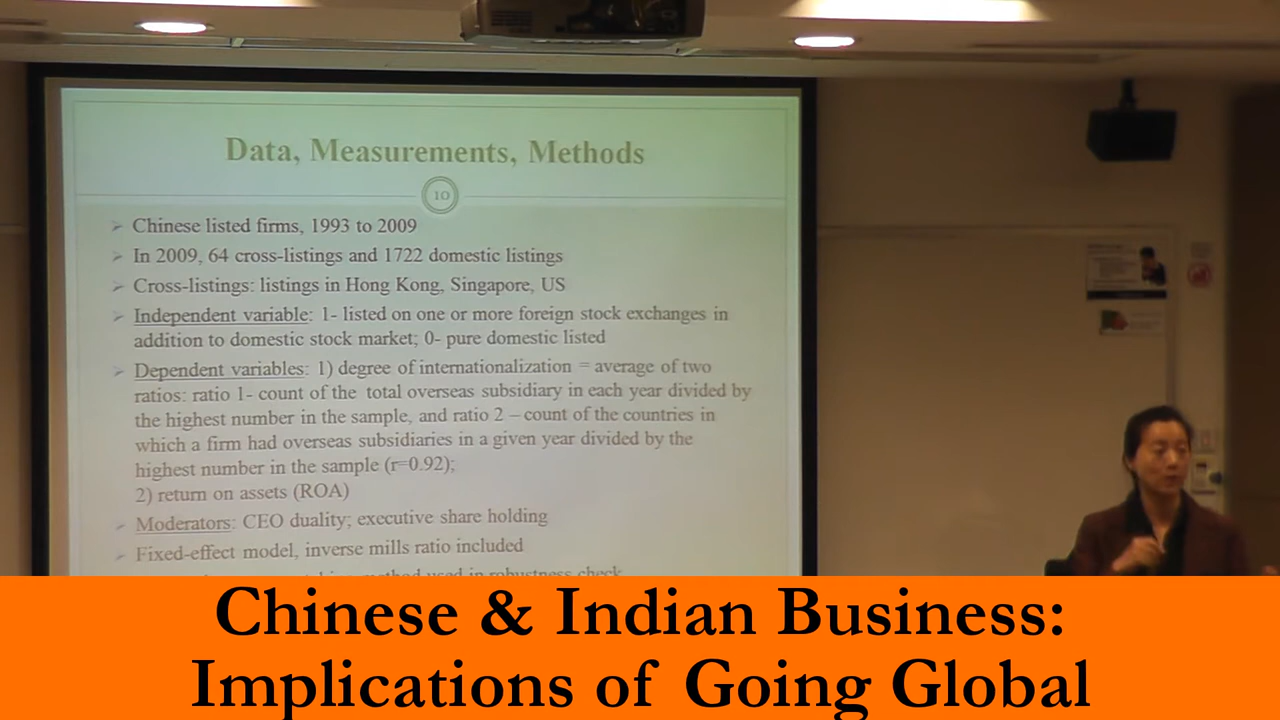 Data, Measurements, Methods
10
Chinese listed firms, 1993 to 2009
In 2009, 64 cross-listings and 1722 domestic listings
Cross-listings: listings in Hong Kong, Singapore, US
Independent variable: 1- listed on one or more foreign stock exchanges in
addition to domestic stock market; 0- pure domestic listed
Dependent variables: 1) degree of internationalization = average of two
ratios: ratio 1- count of the total overseas subsidiary in each year divided by
the highest number in the sample, and ratio 2 – count of the countries in
which a firm had overseas subsidiaries in a given year divided by the
highest number in the sample (r=0.92);
2) return on assets (ROA)
Moderators: CEO duality; executive share holding
Fixed-effect model, inverse mills ratio included
method used in robustness check
Chinese & Indian Business:
Implications of Going Global